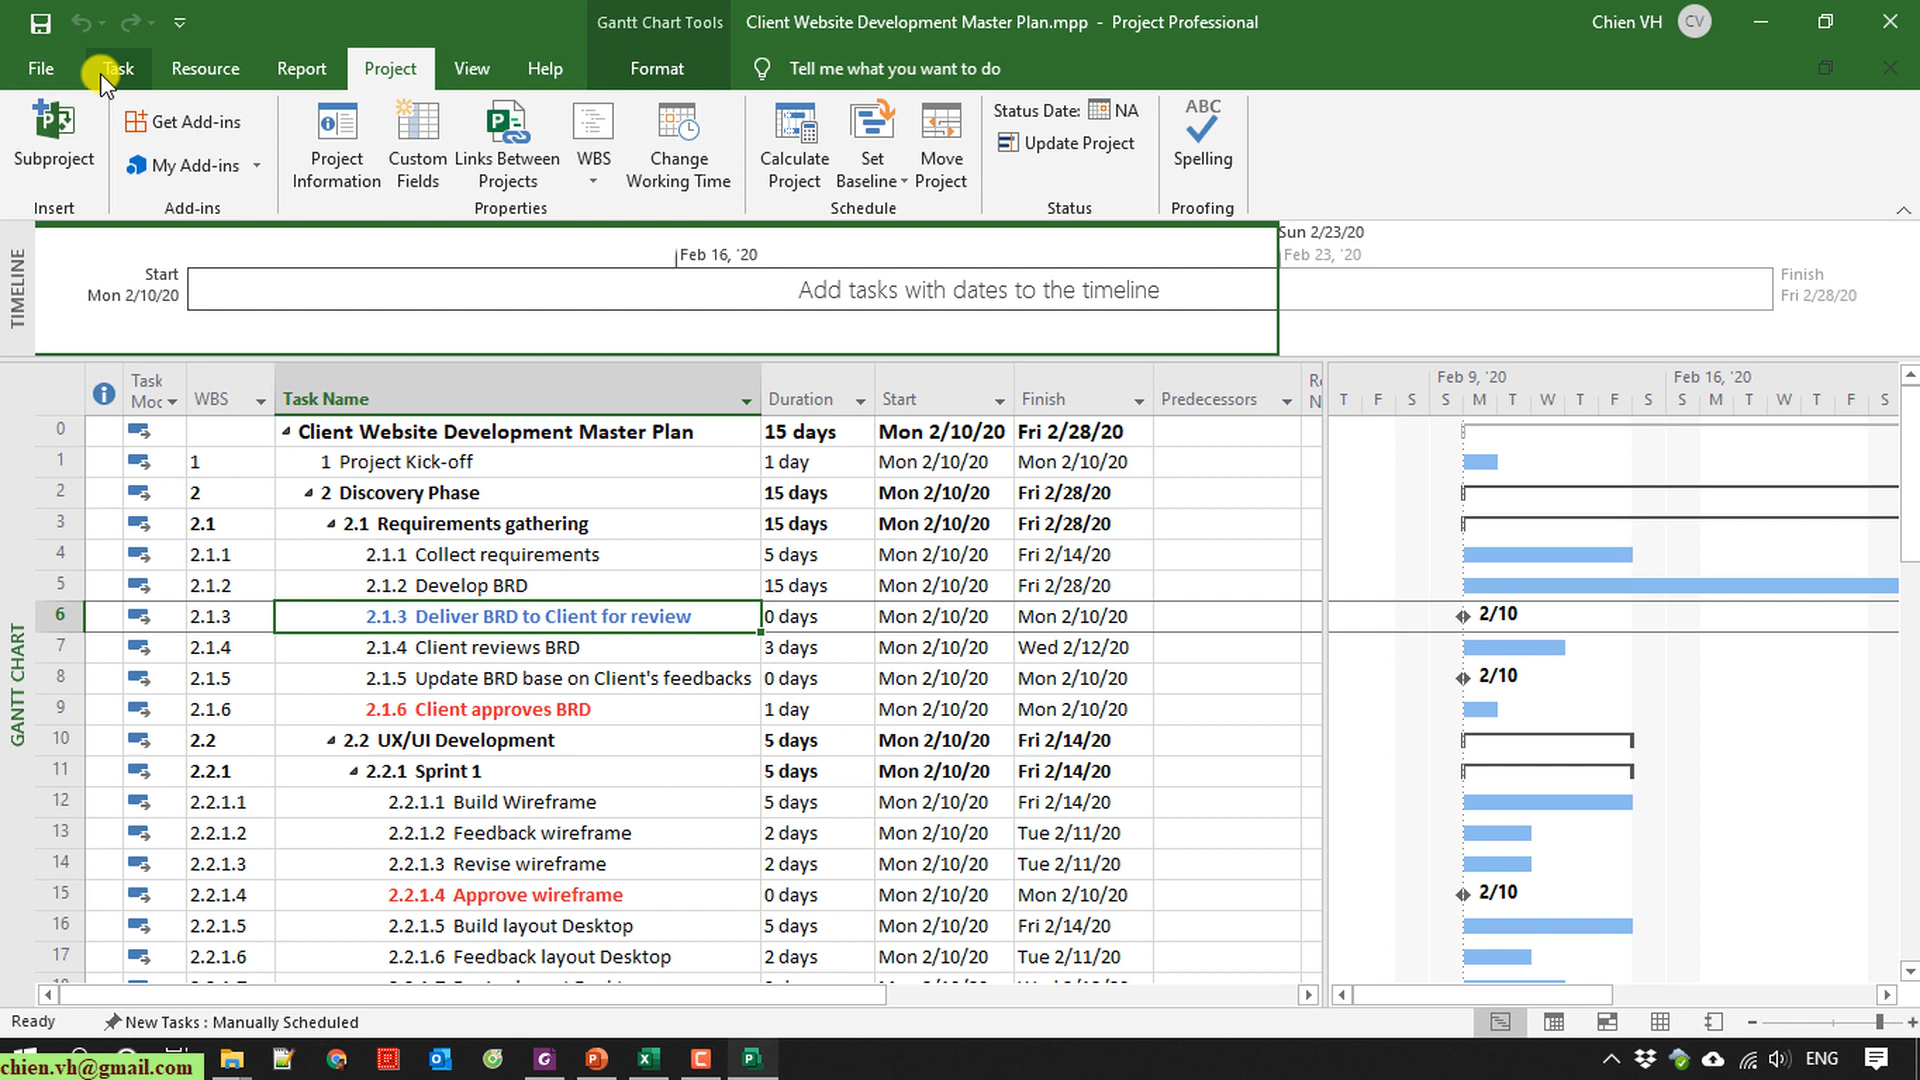 Gantt Chart Tools
Client Website Development Master Plan.mpp - Project Professional
Chien VH
CV
File
Task
Resource
Report
Project
View
Help
Format
Tell me what you want to do
Subproject
Get Add-ins
My Add-ins
Project Information
Custom Fields
Links Between Projects
WBS
Change Working Time
Calculate Project
Set Baseline
Move Project
Status Date: NA
Update Project
ABC
Spelling
Insert
Add-ins
Properties
Schedule
Status
Proofing
TIMELINE
Sun 2/23/20
Feb 16, '20
Feb 23, '20
Start
Mon 2/10/20
Add tasks with dates to the timeline
Finish
Fri 2/28/20
GANTT CHART
Task Moc
WBS
Task Name
Duration
Start
Finish
Predecessors
Feb 9, '20
Feb 16, '20
T F S S M T W T F S S M T W T F S
0 Client Website Development Master Plan 15 days Mon 2/10/20 Fri 2/28/20
1 1 1 Project Kick-off 1 day Mon 2/10/20 Mon 2/10/20
2 2 2 Discovery Phase 15 days Mon 2/10/20 Fri 2/28/20
3 2.1 2.1 Requirements gathering 15 days Mon 2/10/20 Fri 2/28/20
4 2.1.1 2.1.1 Collect requirements 5 days Mon 2/10/20 Fri 2/14/20
5 2.1.2 2.1.2 Develop BRD 15 days Mon 2/10/20 Fri 2/28/20
6 2.1.3 2.1.3 Deliver BRD to Client for review 0 days Mon 2/10/20 Mon 2/10/20 2/10
7 2.1.4 2.1.4 Client reviews BRD 3 days Mon 2/10/20 Wed 2/12/20
8 2.1.5 2.1.5 Update BRD base on Client's feedbacks 0 days Mon 2/10/20 Mon 2/10/20 2/10
9 2.1.6 2.1.6 Client approves BRD 1 day Mon 2/10/20 Mon 2/10/20
10 2.2 2.2 UX/UI Development 5 days Mon 2/10/20 Fri 2/14/20
11 2.2.1 2.2.1 Sprint 1 5 days Mon 2/10/20 Fri 2/14/20
12 2.2.1.1 2.2.1.1 Build Wireframe 5 days Mon 2/10/20 Fri 2/14/20
13 2.2.1.2 2.2.1.2 Feedback wireframe 2 days Mon 2/10/20 Tue 2/11/20
14 2.2.1.3 2.2.1.3 Revise wireframe 2 days Mon 2/10/20 Tue 2/11/20
15 2.2.1.4 2.2.1.4 Approve wireframe 0 days Mon 2/10/20 Mon 2/10/20 2/10
16 2.2.1.5 2.2.1.5 Build layout Desktop 5 days Mon 2/10/20 Fri 2/14/20
17 2.2.1.6 2.2.1.6 Feedback layout Desktop 2 days Mon 2/10/20 Tue 2/11/20
Ready
New Tasks : Manually Scheduled
chien.vh@gmail.com
ENG